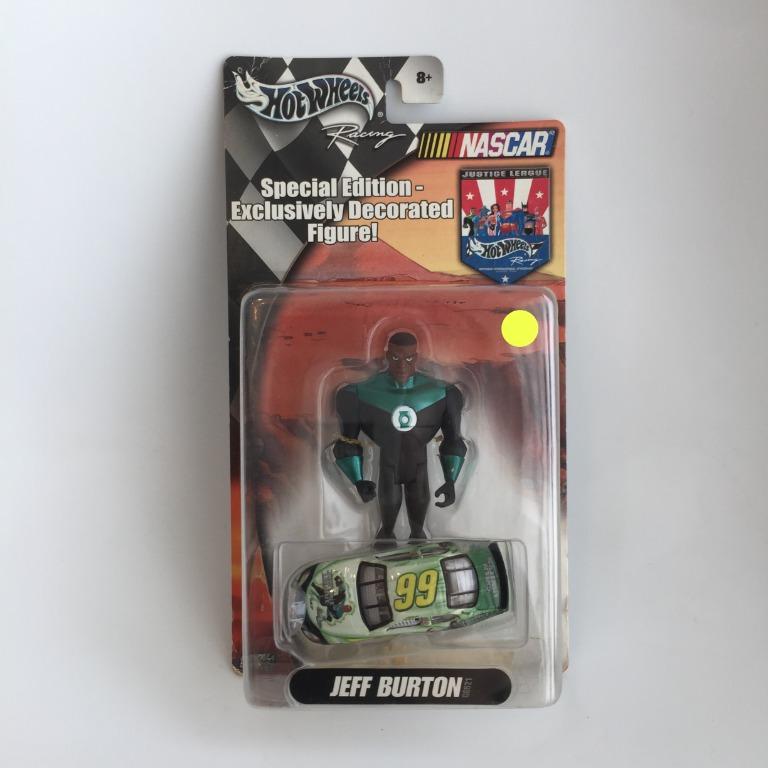 8+
HOT WHEELS
Racing
NASCAR
Special Edition -
Exclusively Decorated
Figure!
JUSTICE LEAGUE
HOT WHEELS
Racing
99
JEFF BURTON